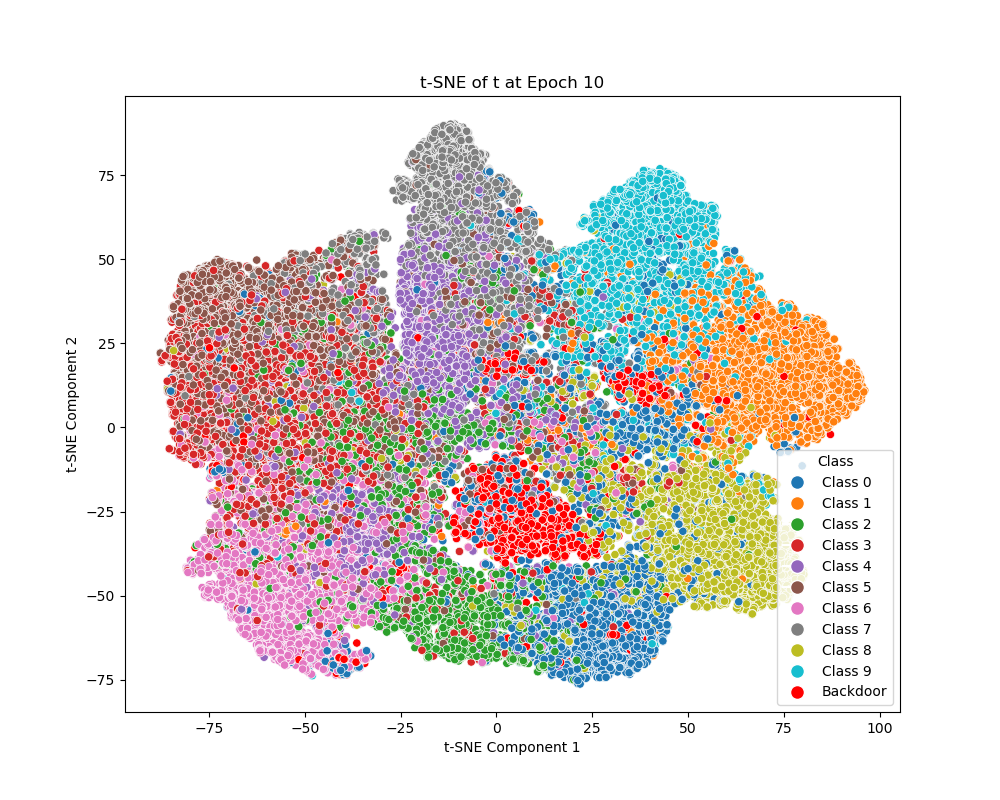 t-SNE of t at Epoch 10
t-SNE Component 2
75
50
25
0
−25
−50
−75
−75
−50
−25
0
25
50
75
100
t-SNE Component 1
Class
Class 0
Class 1
Class 2
Class 3
Class 4
Class 5
Class 6
Class 7
Class 8
Class 9
Backdoor